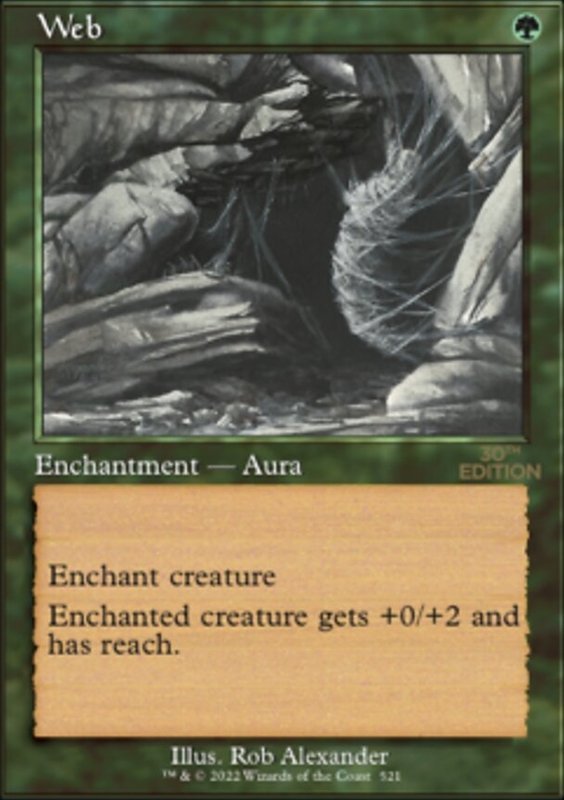 Web
Enchantment — Aura
30TH
EDITION
Enchant creature
Enchanted creature gets +0/+2 and
has reach.
Illus. Rob Alexander
™ & © 2022 Wizards of the Coast 521